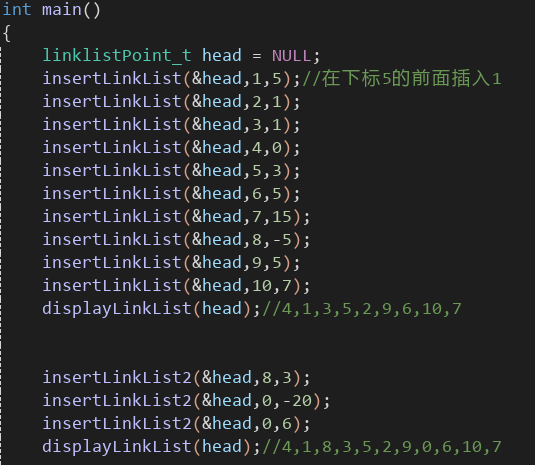 int main()
{
    linklistPoint_t head = NULL;
    insertLinkList(&head,1,5);//在下标5的前面插入1
    insertLinkList(&head,2,1);
    insertLinkList(&head,3,1);
    insertLinkList(&head,4,0);
    insertLinkList(&head,5,3);
    insertLinkList(&head,6,5);
    insertLinkList(&head,7,15);
    insertLinkList(&head,8,-5);
    insertLinkList(&head,9,5);
    insertLinkList(&head,10,7);
    displayLinkList(head);//4,1,3,5,2,9,6,10,7
    insertLinkList2(&head,8,3);
    insertLinkList2(&head,0,-20);
    insertLinkList2(&head,0,6);
    displayLinkList(head);//4,1,8,3,5,2,9,0,6,10,7